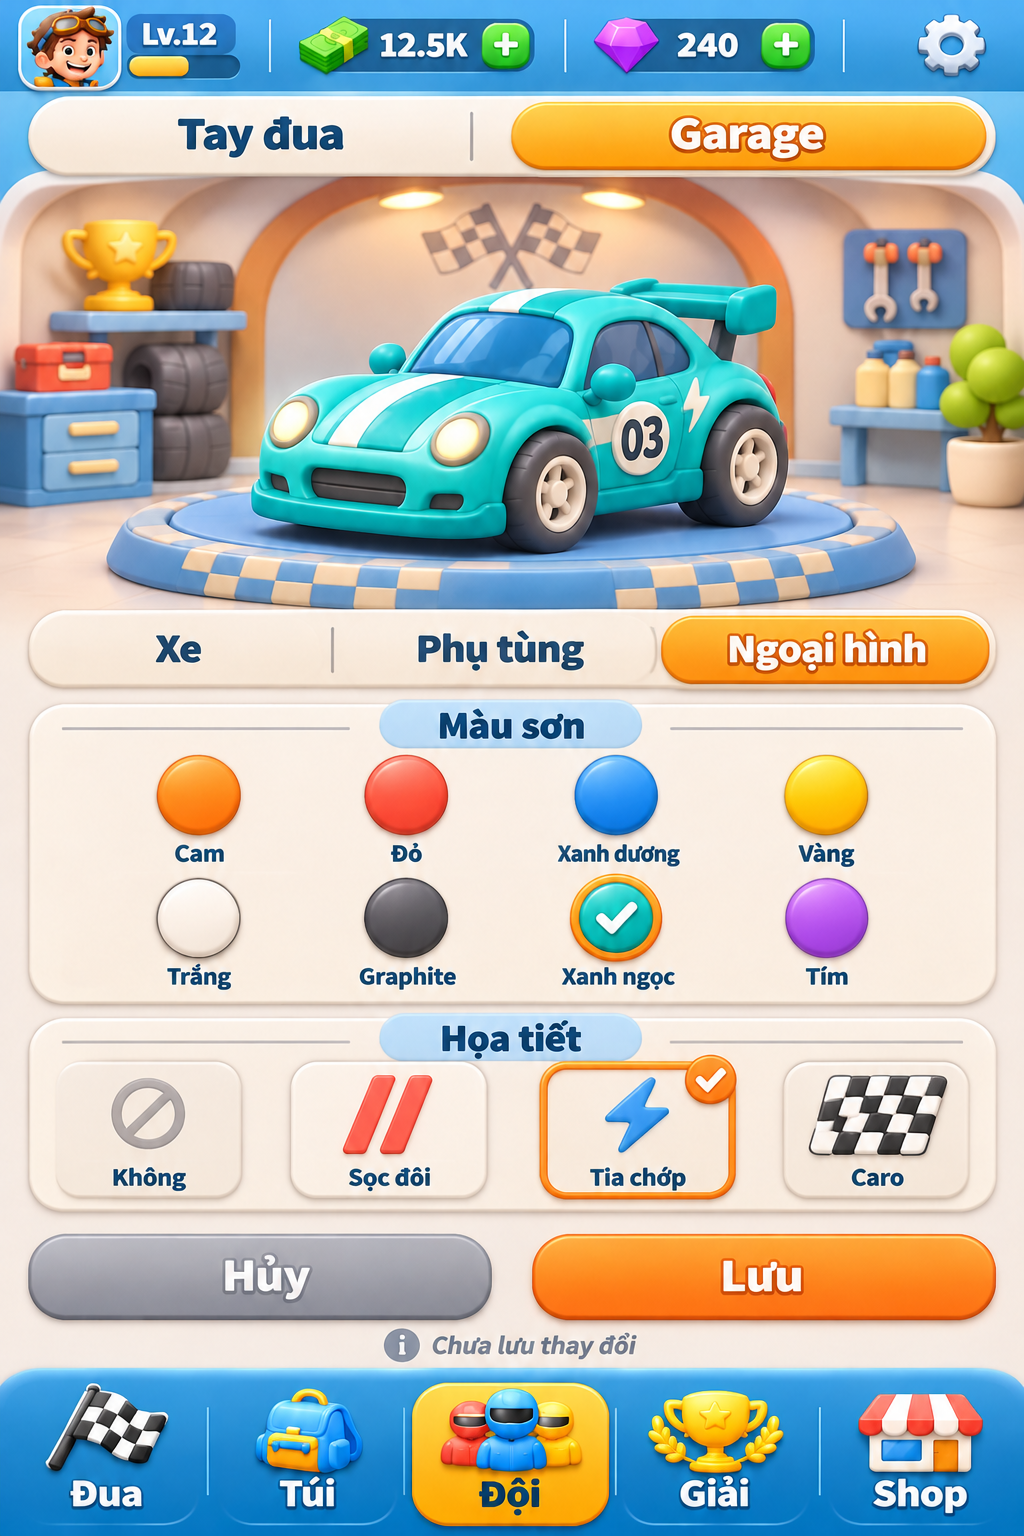 Lv.12
12.5K
240
Tay đua
Garage
03
Xe
Phụ tùng
Ngoại hình
Màu sơn
Cam
Đỏ
Xanh dương
Vàng
Trắng
Graphite
Xanh ngọc
Tím
Họa tiết
Không
Sọc đôi
Tia chớp
Caro
Hủy
Lưu
Chưa lưu thay đổi
Đua
Túi
Đội
Giải
Shop